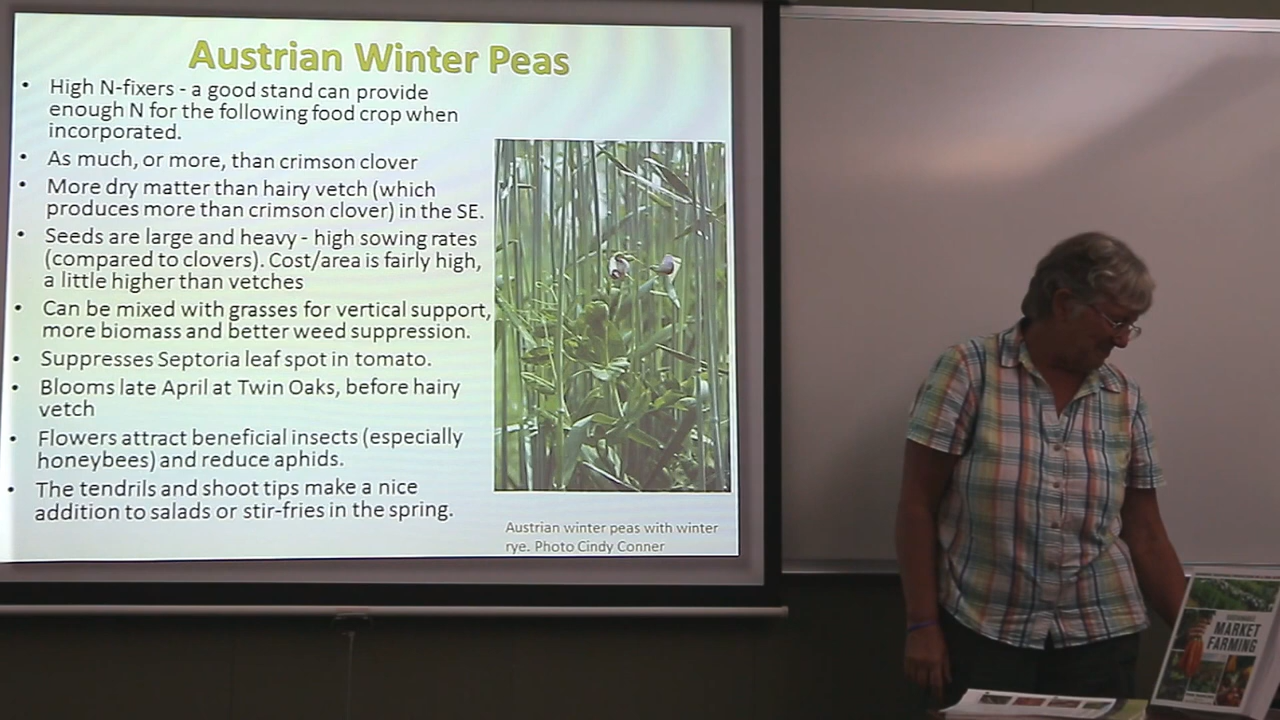 Austrian Winter Peas
• High N-fixers - a good stand can provide
enough N for the following food crop when
incorporated.
• As much, or more, than crimson clover
• More dry matter than hairy vetch (which
produces more than crimson clover) in the SE.
• Seeds are large and heavy - high sowing rates
(compared to clovers). Cost/area is fairly high,
a little higher than vetches
• Can be mixed with grasses for vertical support,
more biomass and better weed suppression.
• Suppresses Septoria leaf spot in tomato.
• Blooms late April at Twin Oaks, before hairy
vetch
• Flowers attract beneficial insects (especially
honeybees) and reduce aphids.
• The tendrils and shoot tips make a nice
addition to salads or stir-fries in the spring.
Austrian winter peas with winter
rye. Photo Cindy Conner
MARKET
FARMING